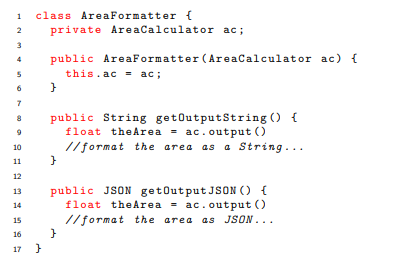 1 class AreaFormatter {
2 private AreaCalculator ac;
3
4 public AreaFormatter(AreaCalculator ac) {
5 this.ac = ac;
6 }
7
8 public String getOutputString() {
9 float theArea = ac.output()
10 //format the area as a String...
11 }
12
13 public JSON getOutputJSON() {
14 float theArea = ac.output()
15 //format the area as JSON...
16 }
17 }